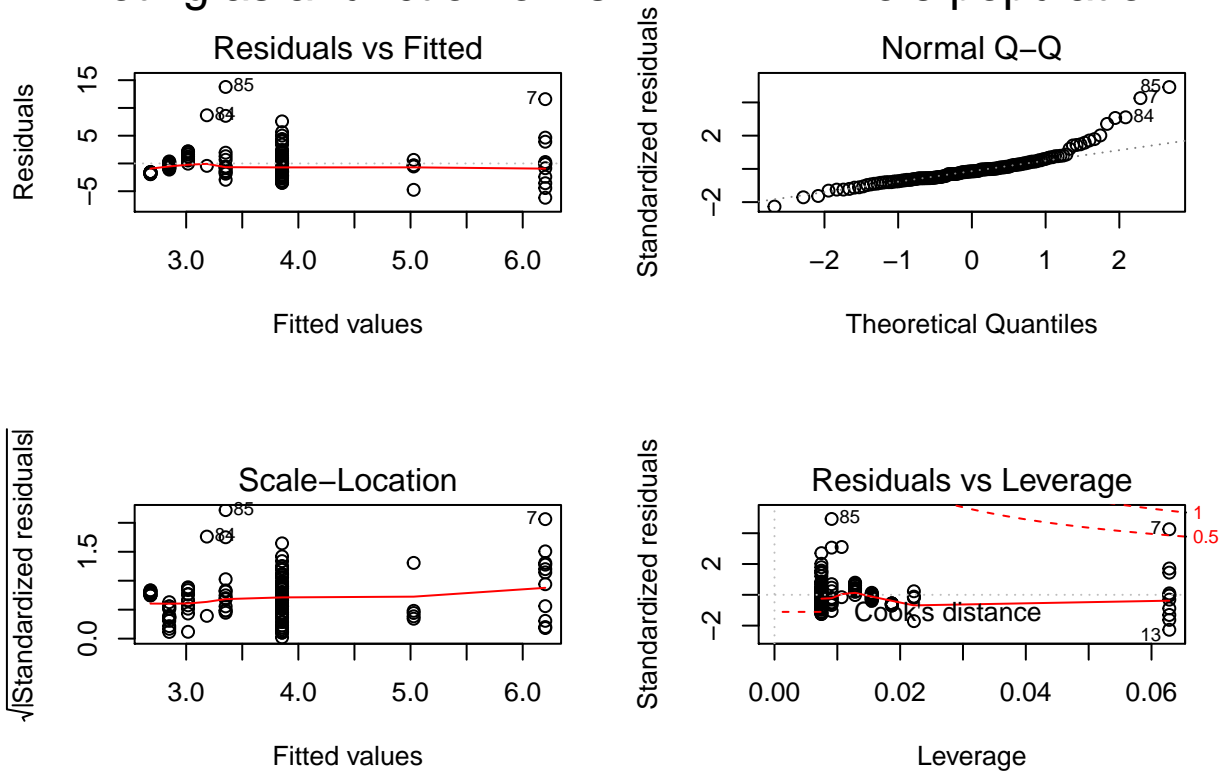 Residuals vs Fitted
Residuals
15
5
−5
85
84
7
3.0 4.0 5.0 6.0
Fitted values
Normal Q−Q
Standardized residuals
2
−2
85
7
84
−2 −1 0 1 2
Theoretical Quantiles
Scale−Location
√|Standardized residuals|
1.5
0.0
85
84
7
3.0 4.0 5.0 6.0
Fitted values
Residuals vs Leverage
Standardized residuals
2
−2
85
7
13
1
0.5
Cook's distance
0.00 0.02 0.04 0.06
Leverage